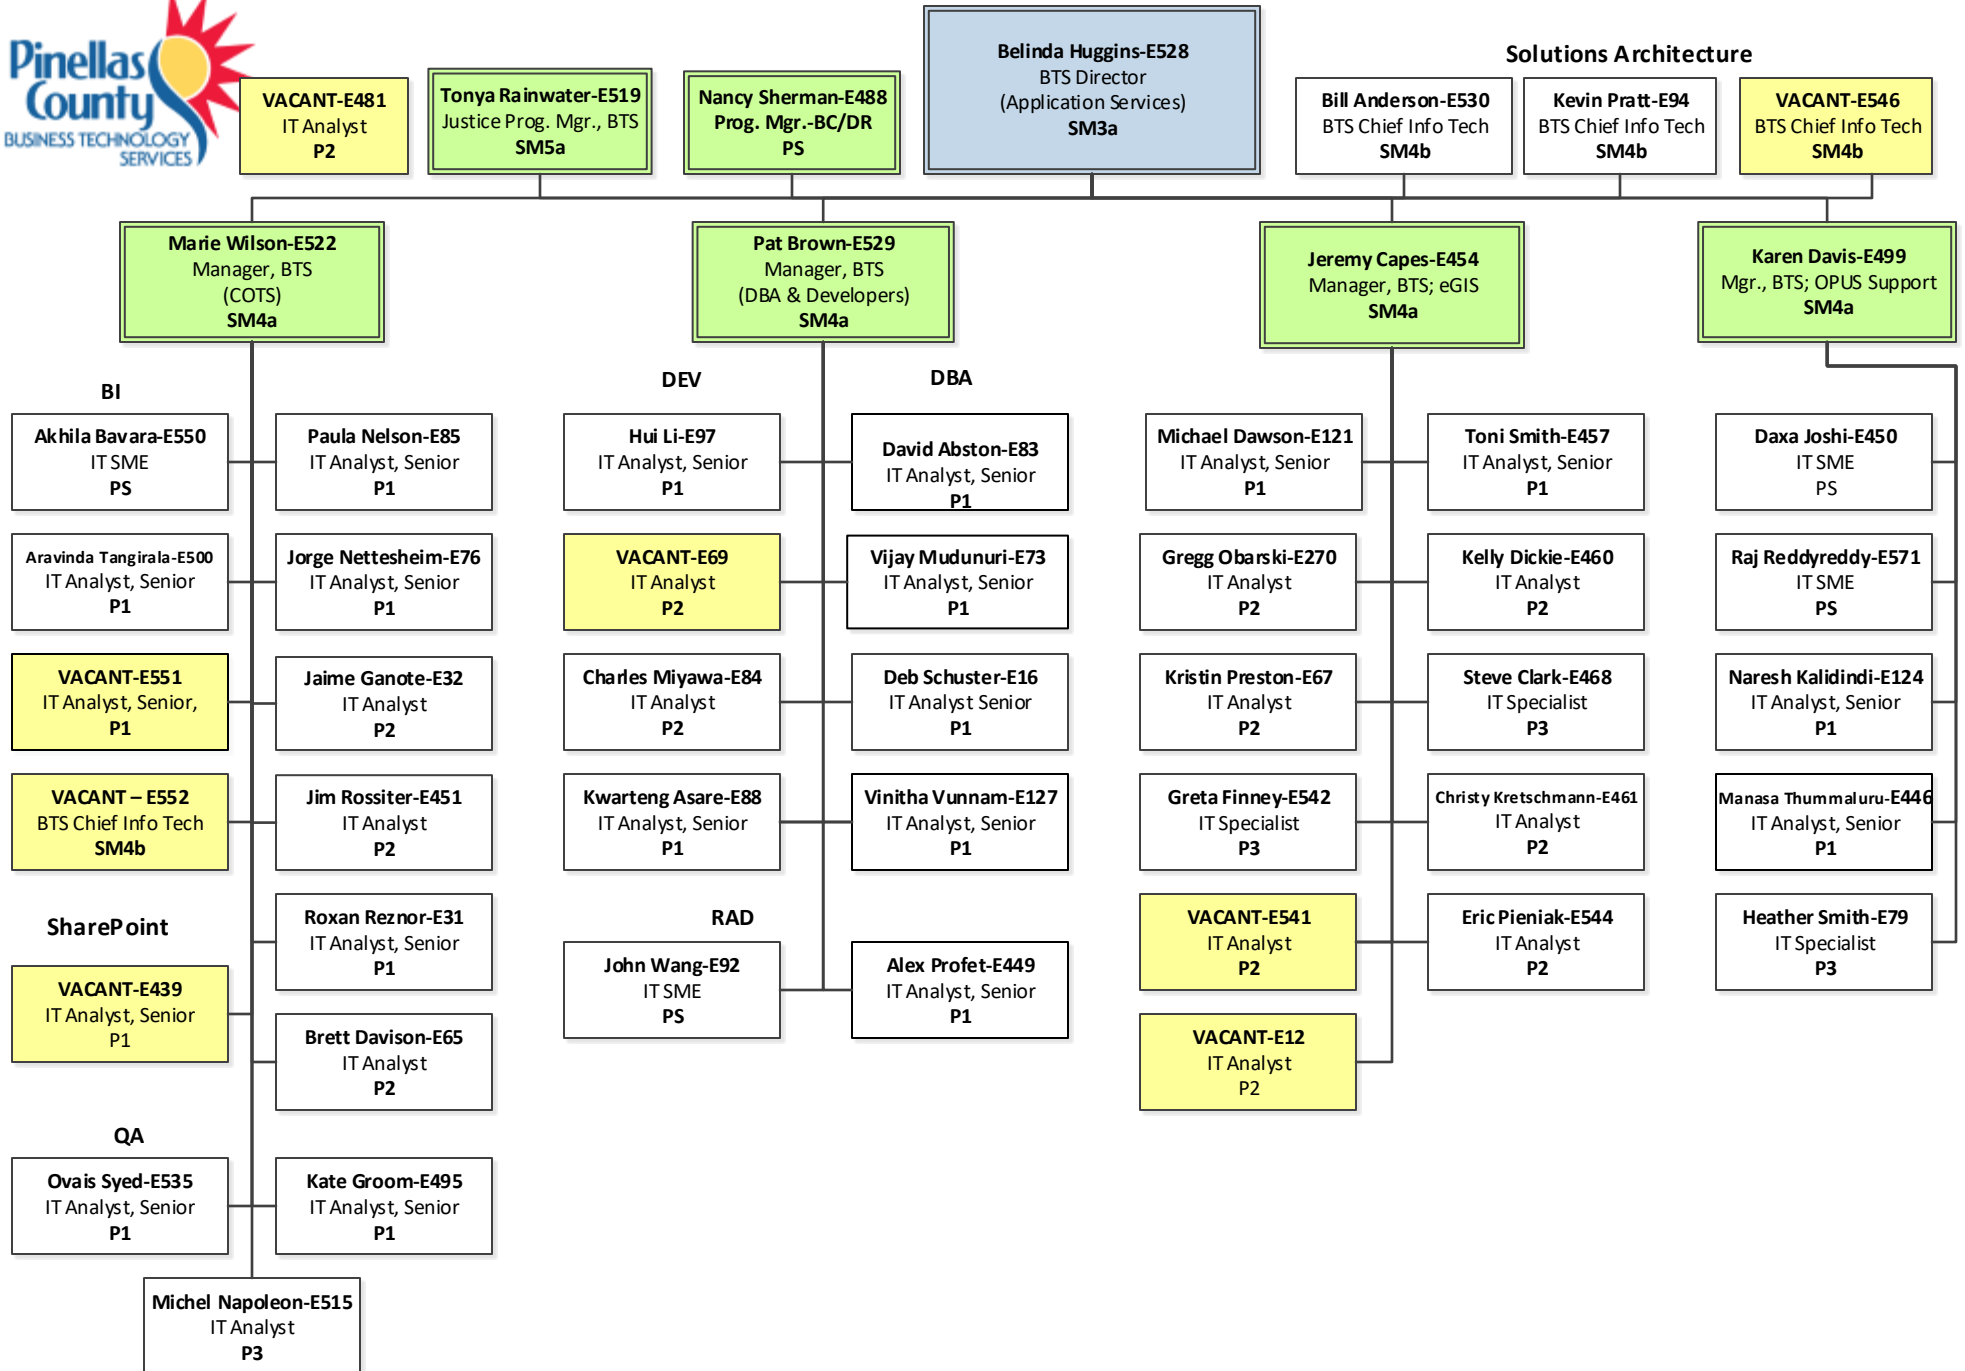 Pinellas
County
BUSINESS TECHNOLOGY
SERVICES
VACANT-E481
IT Analyst
P2
Tonya Rainwater-E519
Justice Prog. Mgr., BTS
SM5a
Nancy Sherman-E488
Prog. Mgr.-BC/DR
PS
Belinda Huggins-E528
BTS Director
(Application Services)
SM3a
Solutions Architecture
Bill Anderson-E530
BTS Chief Info Tech
SM4b
Kevin Pratt-E94
BTS Chief Info Tech
SM4b
VACANT-E546
BTS Chief Info Tech
SM4b
Marie Wilson-E522
Manager, BTS
(COTS)
SM4a
Pat Brown-E529
Manager, BTS
(DBA & Developers)
SM4a
Jeremy Capes-E454
Manager, BTS; eGIS
SM4a
Karen Davis-E499
Mgr., BTS; OPUS Support
SM4a
BI
Akhila Bavara-E550
IT SME
PS
Paula Nelson-E85
IT Analyst, Senior
P1
Aravinda Tangirala-E500
IT Analyst, Senior
P1
Jorge Nettesheim-E76
IT Analyst, Senior
P1
VACANT-E551
IT Analyst, Senior,
P1
Jaime Ganote-E32
IT Analyst
P2
VACANT – E552
BTS Chief Info Tech
SM4b
Jim Rossiter-E451
IT Analyst
P2
Roxan Reznor-E31
IT Analyst, Senior
P1
SharePoint
VACANT-E439
IT Analyst, Senior
P1
Brett Davison-E65
IT Analyst
P2
QA
Ovais Syed-E535
IT Analyst, Senior
P1
Kate Groom-E495
IT Analyst, Senior
P1
Michel Napoleon-E515
IT Analyst
P3
DEV
DBA
Hui Li-E97
IT Analyst, Senior
P1
David Abston-E83
IT Analyst, Senior
P1
VACANT-E69
IT Analyst
P2
Vijay Mudunuri-E73
IT Analyst, Senior
P1
Charles Miyawa-E84
IT Analyst
P2
Deb Schuster-E16
IT Analyst Senior
P1
Kwarteng Asare-E88
IT Analyst, Senior
P1
Vinitha Vunnam-E127
IT Analyst, Senior
P1
RAD
John Wang-E92
IT SME
PS
Alex Profet-E449
IT Analyst, Senior
P1
Michael Dawson-E121
IT Analyst, Senior
P1
Toni Smith-E457
IT Analyst, Senior
P1
Gregg Obarski-E270
IT Analyst
P2
Kelly Dickie-E460
IT Analyst
P2
Kristin Preston-E67
IT Analyst
P2
Steve Clark-E468
IT Specialist
P3
Greta Finney-E542
IT Specialist
P3
Christy Kretschmann-E461
IT Analyst
P2
VACANT-E541
IT Analyst
P2
Eric Pieniak-E544
IT Analyst
P2
VACANT-E12
IT Analyst
P2
Daxa Joshi-E450
IT SME
PS
Raj Reddyreddy-E571
IT SME
PS
Naresh Kalidindi-E124
IT Analyst, Senior
P1
Manasa Thummaluru-E446
IT Analyst, Senior
P1
Heather Smith-E79
IT Specialist
P3